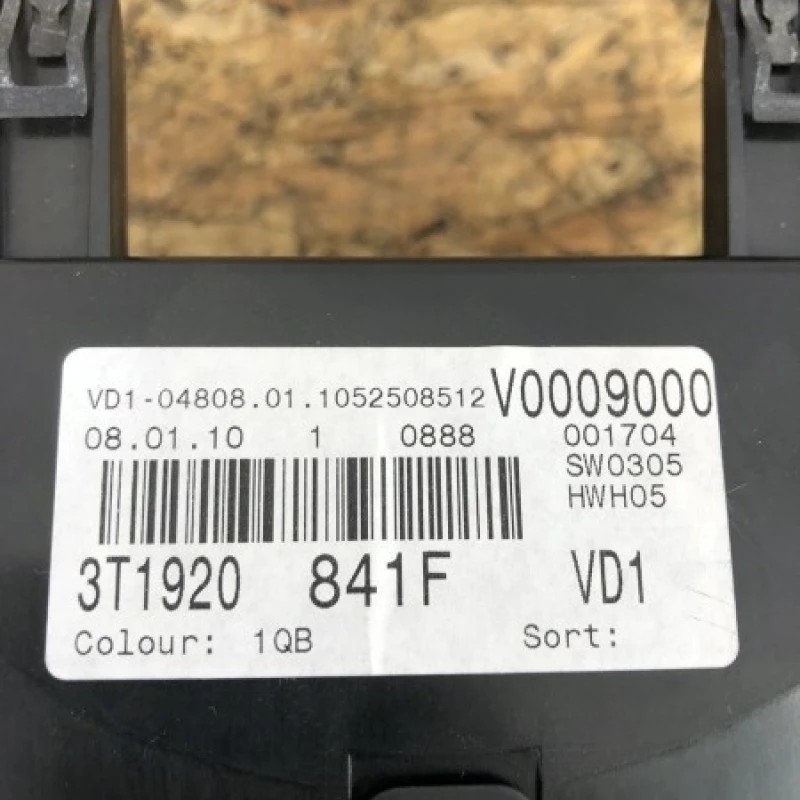 VD1-04808.01.1052508512 V0009000
08.01.10 1 0888 001704
SW0305
HWH05
3T1920 841F VD1
Colour: 1QB Sort: